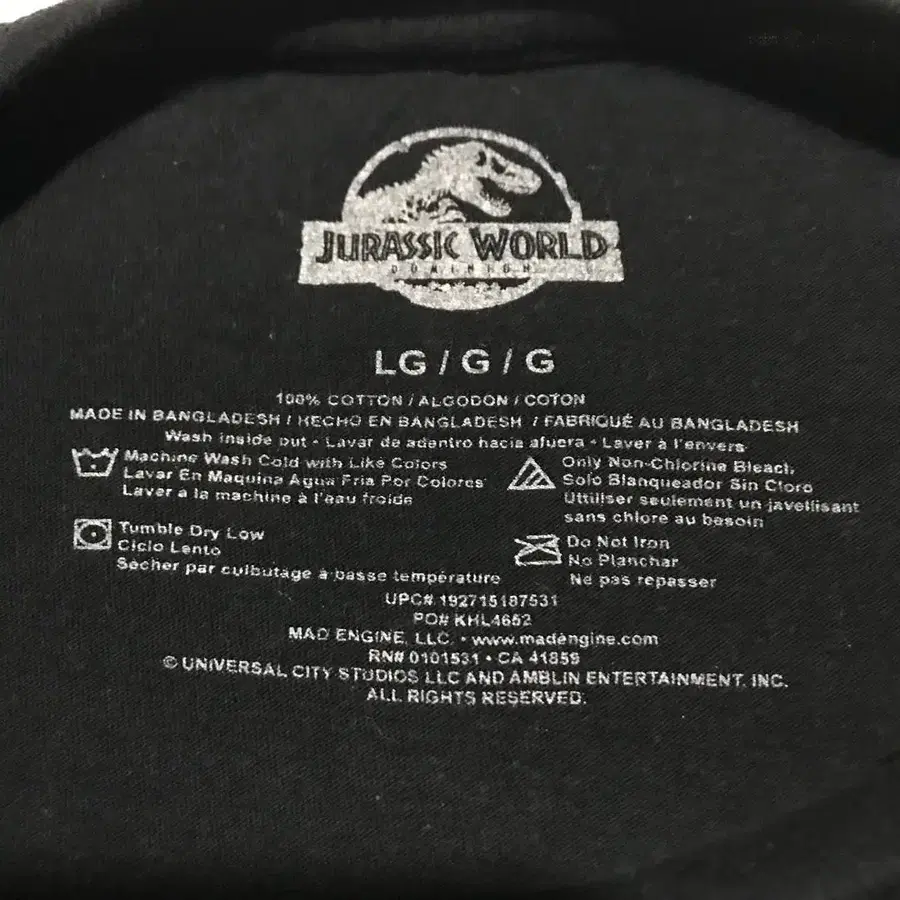 JURASSIC WORLD
DOMINION
LG / G / G
100% COTTON / ALGODON / COTON
MADE IN BANGLADESH / HECHO EN BANGLADESH / FABRIQUÉ AU BANGLADESH
Wash inside out • Lavar de adentro hacia afuera • Laver à l'envers
Machine Wash Cold with Like Colors
Lavar En Maquina Agua Fria Por Colores
Laver a la machine à l'eau froide
Only Non-Chlorine Bleach
Solo Blanqueador Sin Cloro
Uttiliser seulement un javellisant
sans chlore au besoin
Tumble Dry Low
Ciclo Lento
Sécher par culbutage à basse température
Do Not Iron
No Planchar
Ne pas repasser
UPC# 192715187531
PO# KHL4652
MAD ENGINE, LLC. • www.madengine.com
RN# 0101531 • CA 41859
© UNIVERSAL CITY STUDIOS LLC AND AMBLIN ENTERTAINMENT, INC.
ALL RIGHTS RESERVED.